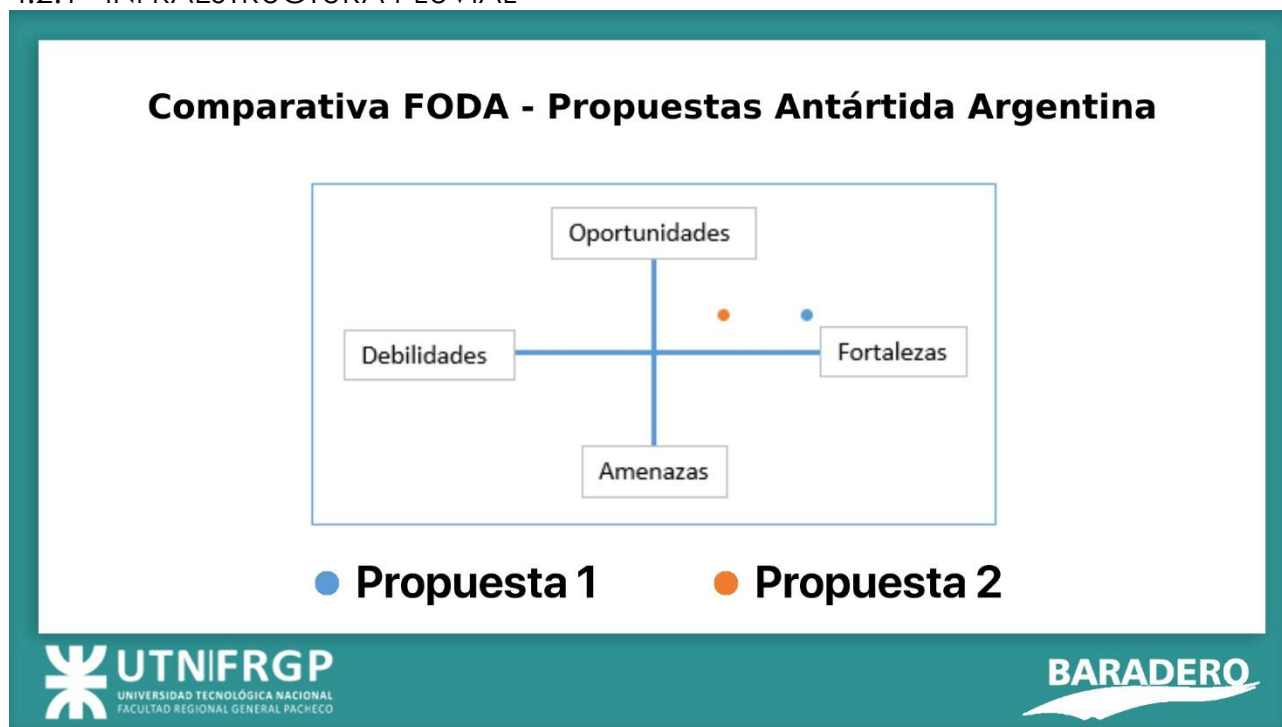 Comparativa FODA - Propuestas Antártida Argentina
Oportunidades
Debilidades
Fortalezas
Amenazas
Propuesta 1
Propuesta 2
UTN FRGP
UNIVERSIDAD TECNOLÓGICA NACIONAL
FACULTAD REGIONAL GENERAL PACHECO
BARADERO